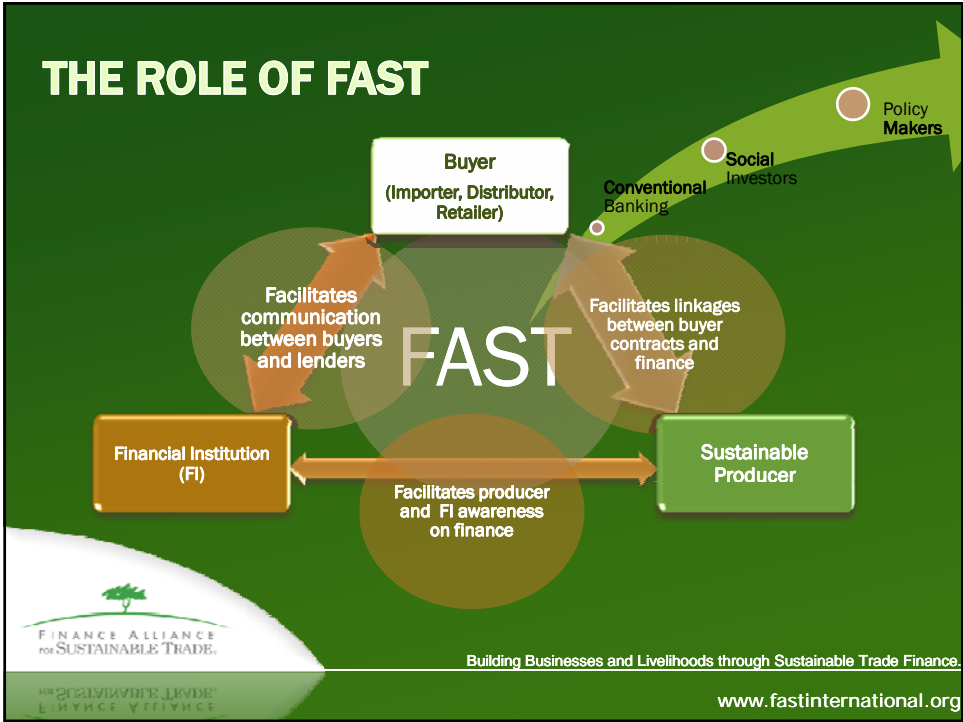 THE ROLE OF FAST
Policy
Makers
Social
Investors
Conventional
Banking
Buyer
(Importer, Distributor,
Retailer)
Facilitates
communication
between buyers
and lenders
FAST
Facilitates linkages
between buyer
contracts and
finance
Financial Institution
(FI)
Sustainable
Producer
Facilitates producer
and FI awareness
on finance
FINANCE ALLIANCE
FOR SUSTAINABLE TRADE.
Building Businesses and Livelihoods through Sustainable Trade Finance.
www.fastinternational.org